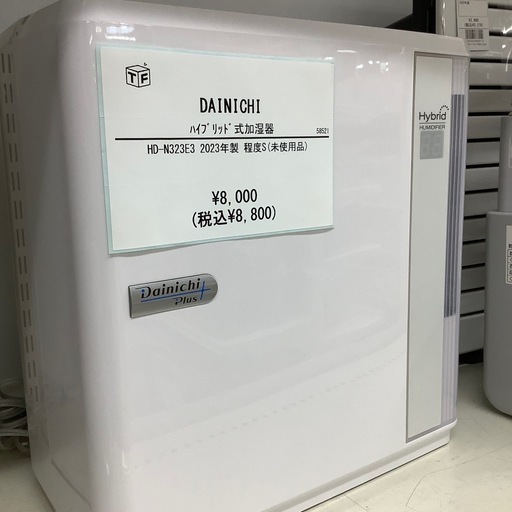 TF
DAINICHI
ﾊｲﾌﾞﾘｯﾄﾞ式加湿器 58521
HD-N323E3 2023年製 程度S(未使用品)
¥8,000
(税込¥8,800)
Hybrid
HUMIDIFIER
Dainichi
Plus